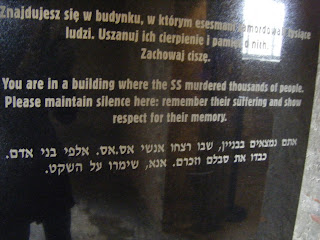 Znajdujesz się w budynku, w którym esesmani zamordowali tysiące
ludzi. Uszanuj ich cierpienie i pamięć o nich.
Zachowaj ciszę.
You are in a building where the SS murdered thousands of people.
Please maintain silence here: remember their suffering and show
respect for their memory.
אתם נמצאים בבניין, שבו רצחו אנשי אס.אס. אלפי בני אדם.
כבדו את סבלם וזכרם. אנא, שימרו על השקט.